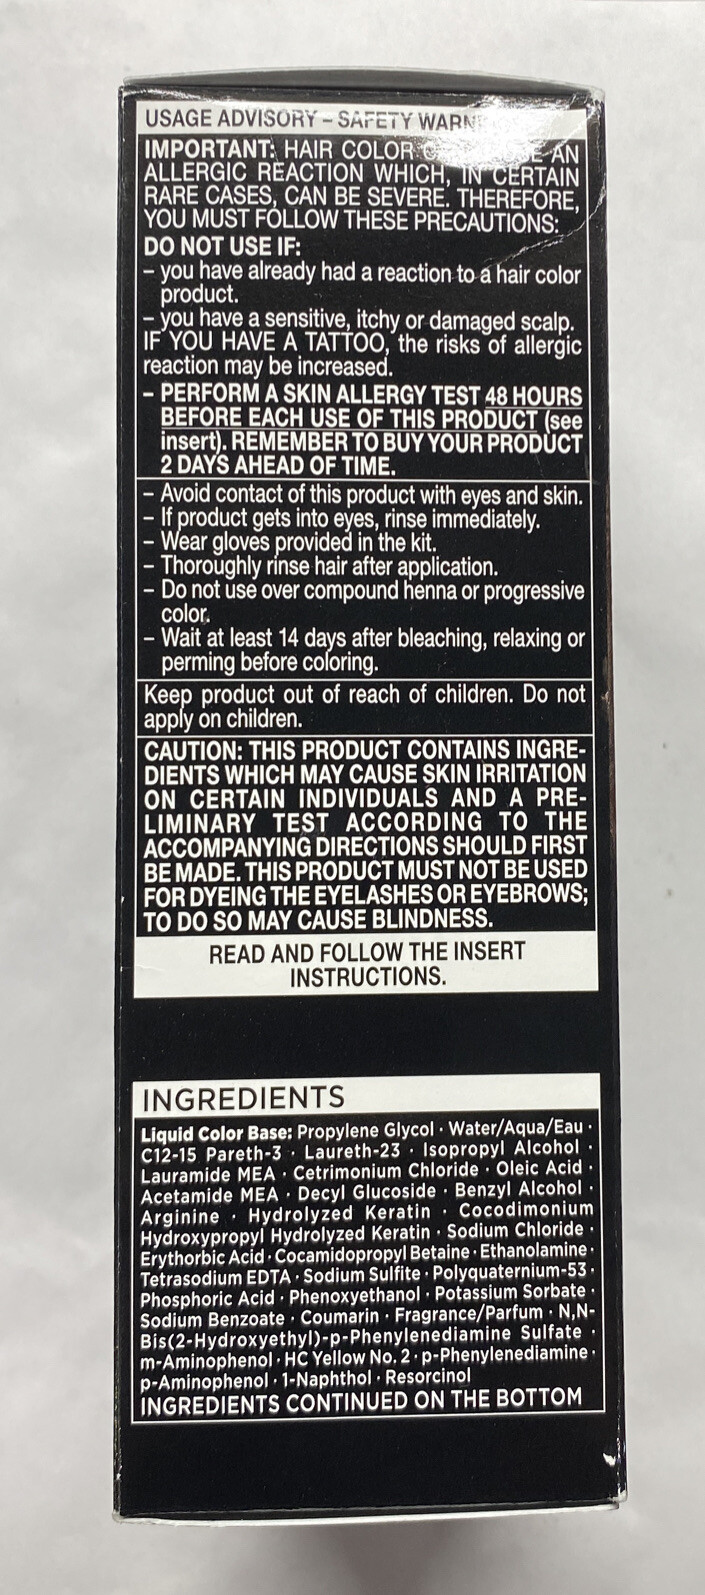 USAGE ADVISORY – SAFETY
IMPORTANT: HAIR COLOR AN
ALLERGIC REACTION WHICH, IN CERTAIN
RARE CASES, CAN BE SEVERE. THEREFORE,
YOU MUST FOLLOW THESE PRECAUTIONS:
DO NOT USE IF:
– you have already had a reaction to a hair color
product.
– you have a sensitive, itchy or damaged scalp.
IF YOU HAVE A TATTOO, the risks of allergic
reaction may be increased.
– PERFORM A SKIN ALLERGY TEST 48 HOURS
BEFORE EACH USE OF THIS PRODUCT (see
insert). REMEMBER TO BUY YOUR PRODUCT
2 DAYS AHEAD OF TIME.
– Avoid contact of this product with eyes and skin.
– If product gets into eyes, rinse immediately.
– Wear gloves provided in the kit.
– Thoroughly rinse hair after application.
– Do not use over compound henna or progressive
color.
– Wait at least 14 days after bleaching, relaxing or
perming before coloring.
Keep product out of reach of children. Do not
apply on children.
CAUTION: THIS PRODUCT CONTAINS INGRE-
DIENTS WHICH MAY CAUSE SKIN IRRITATION
ON CERTAIN INDIVIDUALS AND A PRE-
LIMINARY TEST ACCORDING TO THE
ACCOMPANYING DIRECTIONS SHOULD FIRST
BE MADE. THIS PRODUCT MUST NOT BE USED
FOR DYEING THE EYELASHES OR EYEBROWS;
TO DO SO MAY CAUSE BLINDNESS.
READ AND FOLLOW THE INSERT
INSTRUCTIONS.
INGREDIENTS
Liquid Color Base: Propylene Glycol · Water/Aqua/Eau ·
C12-15 Pareth-3 · Laureth-23 · Isopropyl Alcohol ·
Lauramide MEA · Cetrimonium Chloride · Oleic Acid ·
Acetamide MEA · Decyl Glucoside · Benzyl Alcohol ·
Arginine · Hydrolyzed Keratin · Cocodimonium
Hydroxypropyl Hydrolyzed Keratin · Sodium Chloride ·
Erythorbic Acid · Cocamidopropyl Betaine · Ethanolamine ·
Tetrasodium EDTA · Sodium Sulfite · Polyquaternium-53 ·
Phosphoric Acid · Phenoxyethanol · Potassium Sorbate ·
Sodium Benzoate · Coumarin · Fragrance/Parfum · N,N-
Bis(2-Hydroxyethyl)-p-Phenylenediamine Sulfate ·
m-Aminophenol · HC Yellow No. 2 · p-Phenylenediamine ·
p-Aminophenol · 1-Naphthol · Resorcinol
INGREDIENTS CONTINUED ON THE BOTTOM